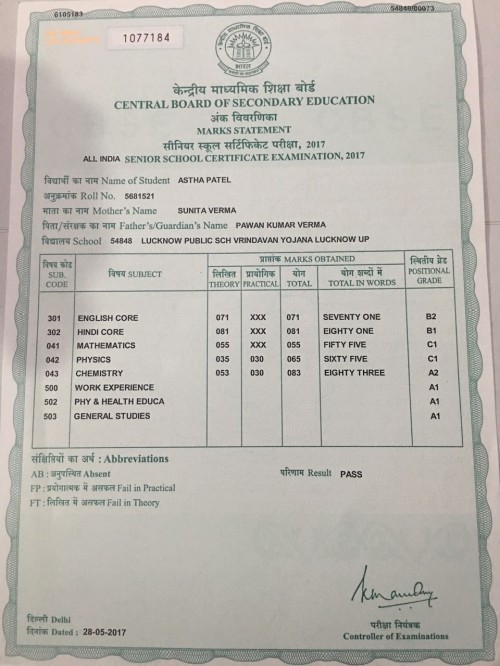 6105183 54848/00073
1077184
केन्द्रीय माध्यमिक शिक्षा बोर्ड
CENTRAL BOARD OF SECONDARY EDUCATION
अंक विवरणिका
MARKS STATEMENT
सीनियर स्कूल सर्टिफिकेट परीक्षा, 2017
ALL INDIA SENIOR SCHOOL CERTIFICATE EXAMINATION, 2017
विद्यार्थी का नाम Name of Student ASTHA PATEL
अनुक्रमांक Roll No. 5681521
माता का नाम Mother's Name SUNITA VERMA
पिता/संरक्षक का नाम Father's/Guardian's Name PAWAN KUMAR VERMA
विद्यालय School 54848 LUCKNOW PUBLIC SCH VRINDAVAN YOJANA LUCKNOW UP
विषय कोड SUB. CODE विषय SUBJECT प्राप्तांक MARKS OBTAINED स्थितीय ग्रेड POSITIONAL GRADE
लिखित THEORY प्रायोगिक PRACTICAL योग TOTAL योग शब्दों में TOTAL IN WORDS
301 ENGLISH CORE 071 XXX 071 SEVENTY ONE B2
302 HINDI CORE 081 XXX 081 EIGHTY ONE B1
041 MATHEMATICS 055 XXX 055 FIFTY FIVE C1
042 PHYSICS 035 030 065 SIXTY FIVE C1
043 CHEMISTRY 053 030 083 EIGHTY THREE A2
500 WORK EXPERIENCE A1
502 PHY & HEALTH EDUCA A1
503 GENERAL STUDIES A1
संक्षिप्तियों का अर्थ : Abbreviations
AB : अनुपस्थित Absent परिणाम Result PASS
FP : प्रयोगात्मक में असफल Fail in Practical
FT : लिखित में असफल Fail in Theory
दिल्ली Delhi परीक्षा नियंत्रक
दिनांक Dated : 28-05-2017 Controller of Examinations